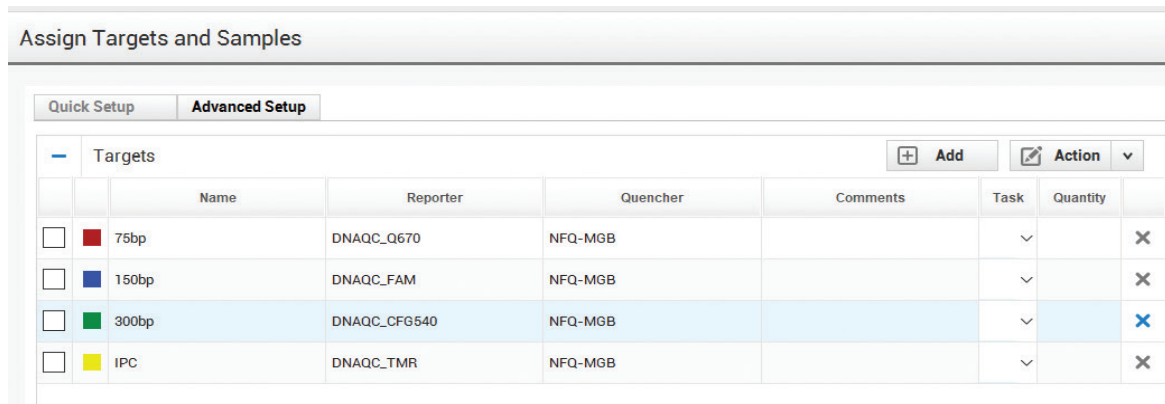 Assign Targets and Samples
Quick Setup Advanced Setup
Targets Add Action
Name Reporter Quencher Comments Task Quantity
75bp DNAQC_Q670 NFQ-MGB
150bp DNAQC_FAM NFQ-MGB
300bp DNAQC_CFG540 NFQ-MGB
IPC DNAQC_TMR NFQ-MGB